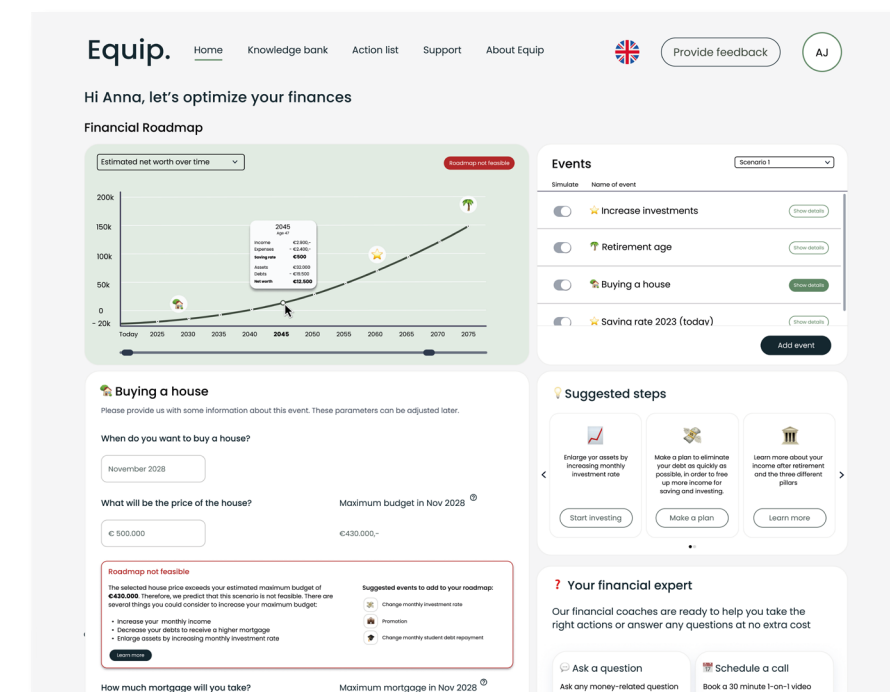 Equip.
Home
Knowledge bank
Action list
Support
About Equip
Provide feedback
AJ
Hi Anna, let's optimize your finances
Financial Roadmap
Estimated net worth over time
Roadmap not feasible
200k
150k
100k
50k
0
- 20k
2045
Age 47
Income €2.900,-
Expenses - €2.400,-
Saving rate €500
Assets €32.000
Debts - €19.500
Net worth €12.500
Today 2025 2030 2035 2040 2045 2050 2055 2060 2065 2070 2075
Events
Scenario 1
Simulate Name of event
Increase investments
Show details
Retirement age
Show details
Buying a house
Show details
Saving rate 2023 (today)
Show details
Add event
Buying a house
Please provide us with some information about this event. These parameters can be adjusted later.
When do you want to buy a house?
November 2028
What will be the price of the house?
Maximum budget in Nov 2028 ?
€ 500.000
€430.000,-
Roadmap not feasible
The selected house price exceeds your estimated maximum budget of
€430.000. Therefore, we predict that this scenario is not feasible. There are
several things you could consider to increase your maximum budget:
• Increase your monthly income
• Decrease your debts to receive a higher mortgage
• Enlarge assets by increasing monthly investment rate
Learn more
Suggested events to add to your roadmap:
Change monthly investment rate
Promotion
Change monthly student debt repayment
How much mortgage will you take?
Maximum mortgage in Nov 2028 ?
Suggested steps
Enlarge yor assets by
increasing monthly
investment rate
Start investing
Make a plan to eliminate
your debt as quickly as
possible, in order to free
up more income for
saving and investing.
Make a plan
Learn more about your
income after retirement
and the three different
pillars
Learn more
Your financial expert
Our financial coaches are ready to help you take the
right actions or answer any questions at no extra cost
Ask a question
Ask any money-related question
Schedule a call
Book a 30 minute 1-on-1 video